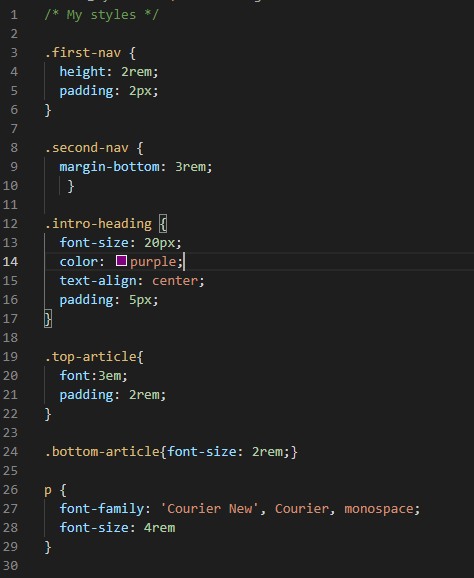 1 /* My styles */
2
3 .first-nav {
4 height: 2rem;
5 padding: 2px;
6 }
7
8 .second-nav {
9 margin-bottom: 3rem;
10 }
11
12 .intro-heading {
13 font-size: 20px;
14 color: purple;
15 text-align: center;
16 padding: 5px;
17 }
18
19 .top-article{
20 font:3em;
21 padding: 2rem;
22 }
23
24 .bottom-article{font-size: 2rem;}
25
26 p {
27 font-family: 'Courier New', Courier, monospace;
28 font-size: 4rem
29 }
30